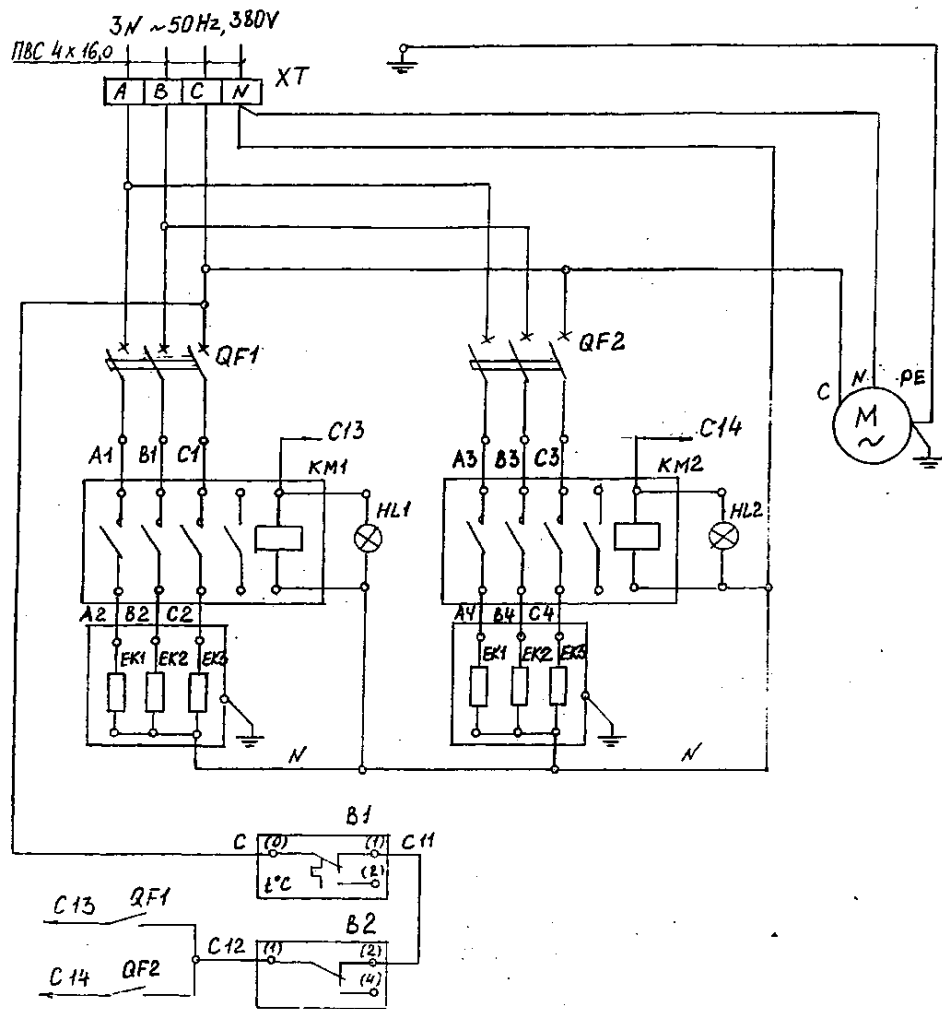 3N ~50Hz, 380V
ПВС 4x16,0
A B C N XT
QF1 QF2
C N PE
M
~
C13 C14
A1 B1 C1 KM1 A3 B3 C3 KM2
HL1 HL2
A2 B2 C2 A4 B4 C4
EK1 EK2 EK3 EK1 EK2 EK3
N N
B1
C (0) (1) C11
t°C (2)
C13 QF1 B2
C12 (1) (2)
C14 QF2 (4)